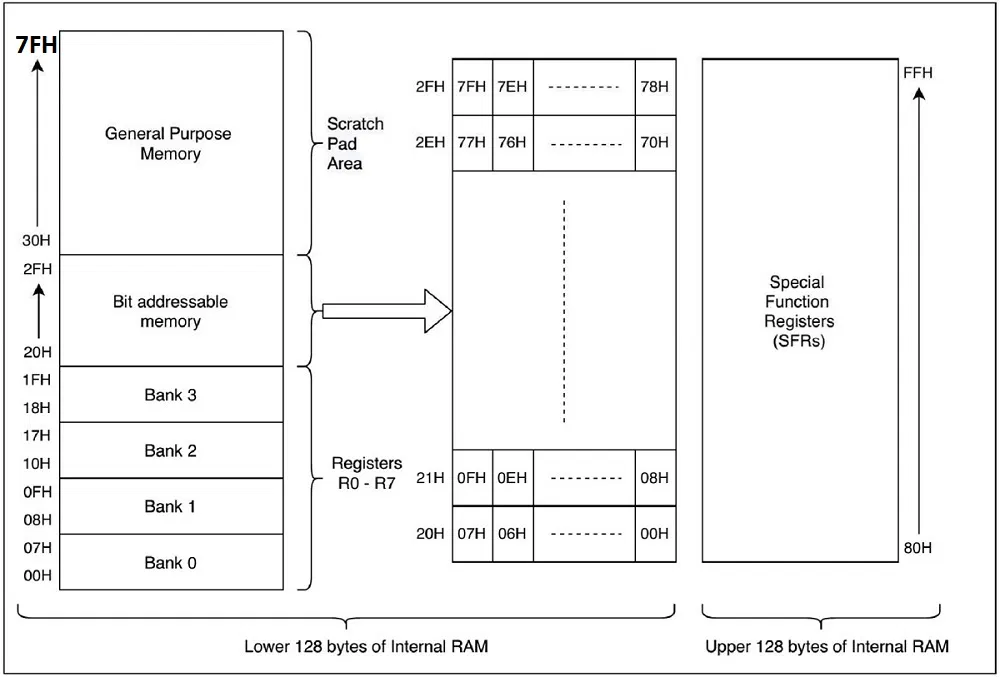 7FH
General Purpose
Memory
30H
Scratch
Pad
Area
2FH
Bit addressable
memory
20H
1FH
Bank 3
18H
17H
Bank 2
10H
0FH
Bank 1
08H
07H
Bank 0
00H
Registers
R0 - R7
2FH 7FH 7EH 78H
2EH 77H 76H 70H
21H 0FH 0EH 08H
20H 07H 06H 00H
Lower 128 bytes of Internal RAM
FFH
Special
Function
Registers
(SFRs)
80H
Upper 128 bytes of Internal RAM